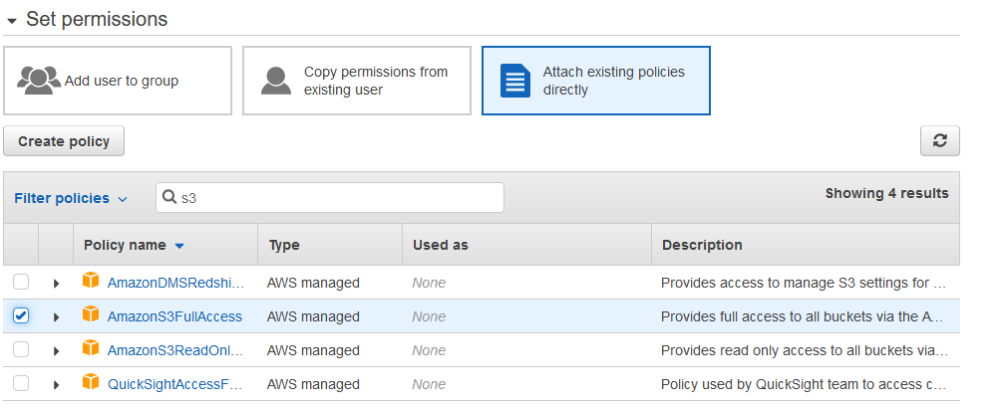 Set permissions
Add user to group
Copy permissions from
existing user
Attach existing policies
directly
Create policy
Filter policies
s3
Showing 4 results
Policy name Type Used as Description
AmazonDMSRedshi... AWS managed None Provides access to manage S3 settings for ...
AmazonS3FullAccess AWS managed None Provides full access to all buckets via the A...
AmazonS3ReadOnl... AWS managed None Provides read only access to all buckets via...
QuickSightAccessF... AWS managed None Policy used by QuickSight team to access c...